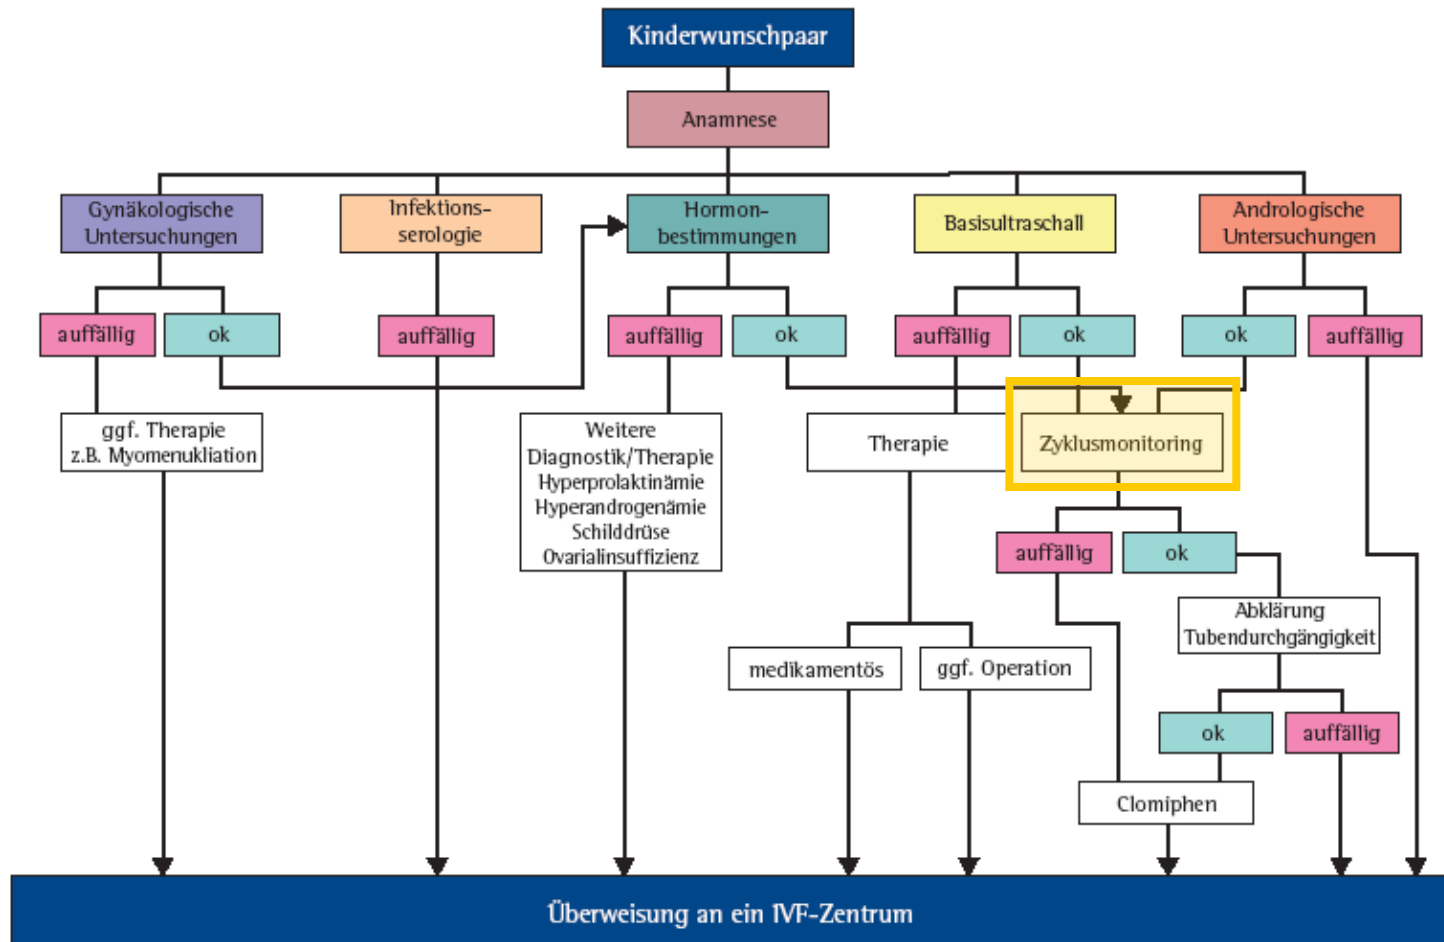 Kinderwunschpaar
Anamnese
Gynäkologische
Untersuchungen
Infektions-
serologie
Hormon-
bestimmungen
Basisultraschall
Andrologische
Untersuchungen
auffällig
ok
auffällig
auffällig
ok
auffällig
ok
ok
auffällig
ggf. Therapie
z.B. Myomenukliation
Weitere
Diagnostik/Therapie
Hyperprolaktinämie
Hyperandrogenämie
Schilddrüse
Ovarialinsuffizienz
Therapie
Zyklusmonitoring
auffällig
ok
Abklärung
Tubendurchgängigkeit
medikamentös
ggf. Operation
ok
auffällig
Clomiphen
Überweisung an ein IVF-Zentrum